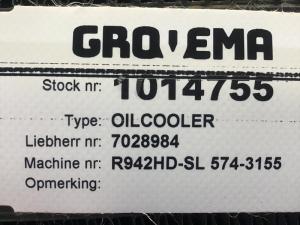 GROVEMA
Stock nr: 1014755
Type: OILCOOLER
Liebherr nr: 7028984
Machine nr: R942HD-SL 574-3155
Opmerking: